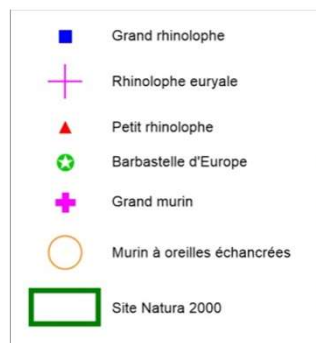 Grand rhinolophe
Rhinolophe euryale
Petit rhinolophe
Barbastelle d'Europe
Grand murin
Murin à oreilles échancrées
Site Natura 2000